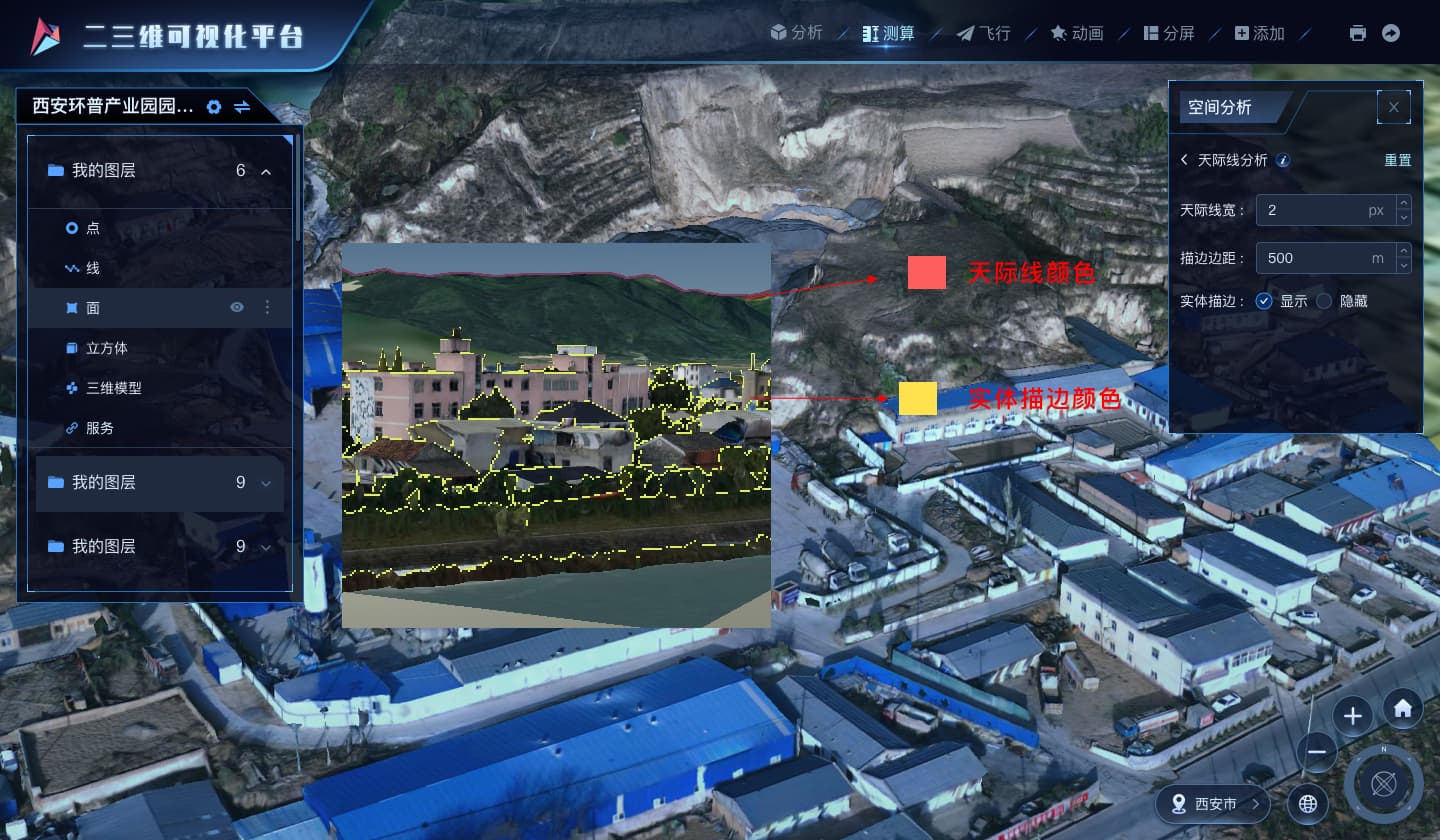 二三维可视化平台
分析
测算
飞行
动画
分屏
添加
西安环普产业园园...
我的图层 6
点
线
面
立方体
三维模型
服务
我的图层 9
我的图层 9
天际线颜色
实体描边颜色
空间分析
天际线分析 重置
天际线宽： 2 px
描边边距： 500 m
实体描边： 显示 隐藏
N
西安市